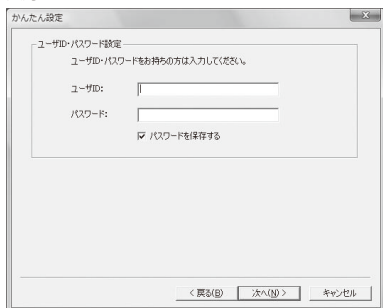 かんたん設定
ユーザID・パスワード設定
ユーザID・パスワードをお持ちの方は入力してください。
ユーザID:
パスワード:
パスワードを保存する
< 戻る(B) 次へ(N) > キャンセル